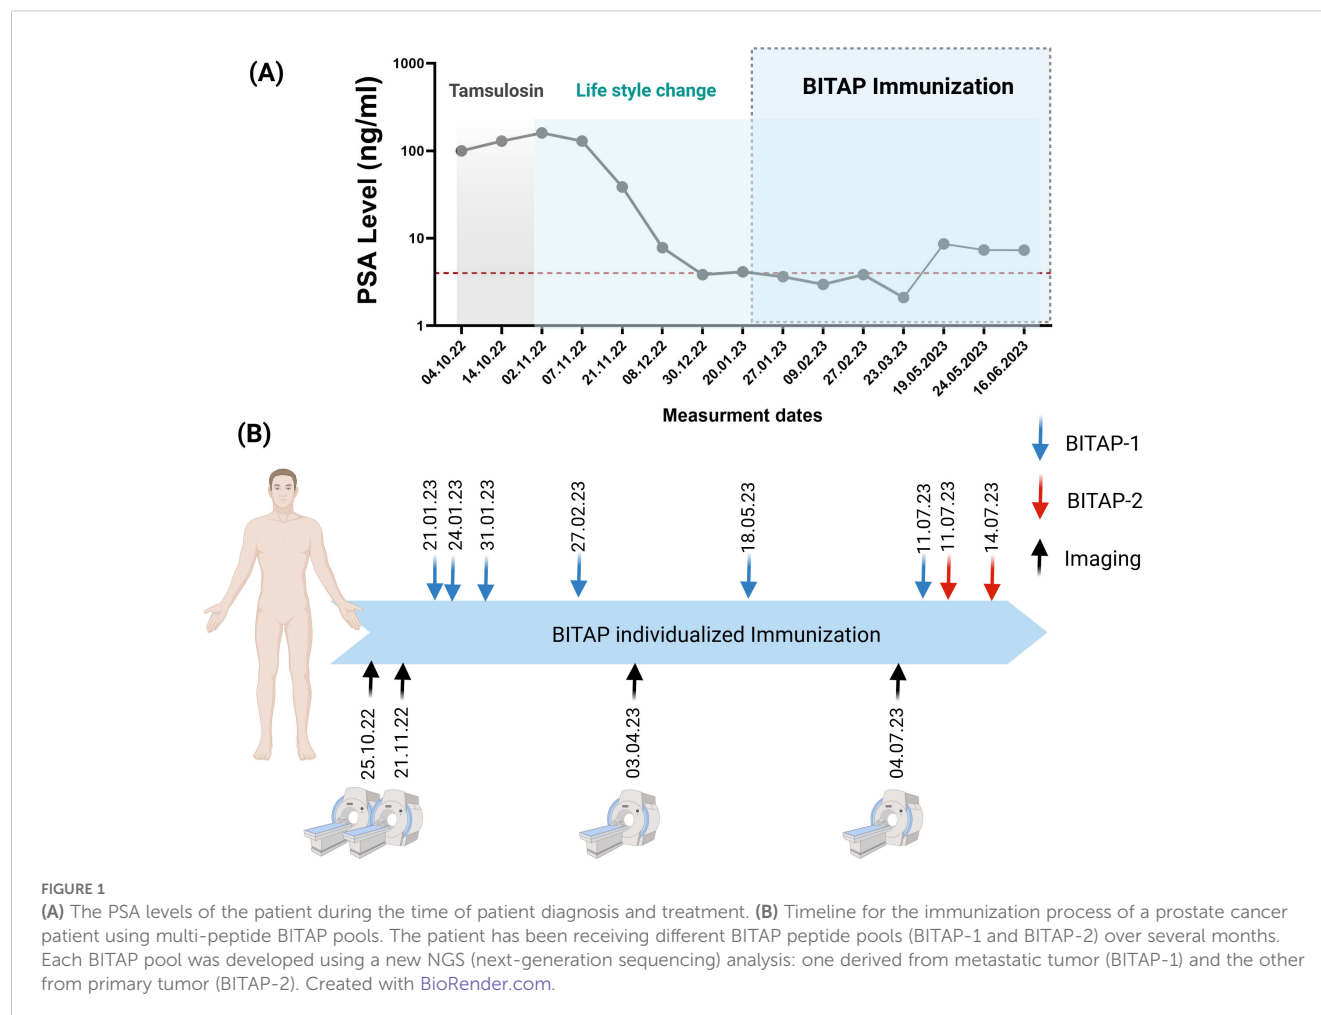 (A)
1000
100
10
1
PSA Level (ng/ml)
Tamsulosin
Life style change
BITAP Immunization
04.10.22
14.10.22
02.11.22
07.11.22
21.11.22
08.12.22
30.12.22
20.01.23
27.01.23
09.02.23
27.02.23
23.03.23
19.05.2023
24.05.2023
16.06.2023
Measurment dates
(B)
BITAP-1
BITAP-2
Imaging
21.01.23
24.01.23
31.01.23
27.02.23
18.05.23
11.07.23
11.07.23
14.07.23
BITAP individualized Immunization
25.10.22
21.11.22
03.04.23
04.07.23
FIGURE 1
(A) The PSA levels of the patient during the time of patient diagnosis and treatment. (B) Timeline for the immunization process of a prostate cancer
patient using multi-peptide BITAP pools. The patient has been receiving different BITAP peptide pools (BITAP-1 and BITAP-2) over several months.
Each BITAP pool was developed using a new NGS (next-generation sequencing) analysis: one derived from metastatic tumor (BITAP-1) and the other
from primary tumor (BITAP-2). Created with BioRender.com.